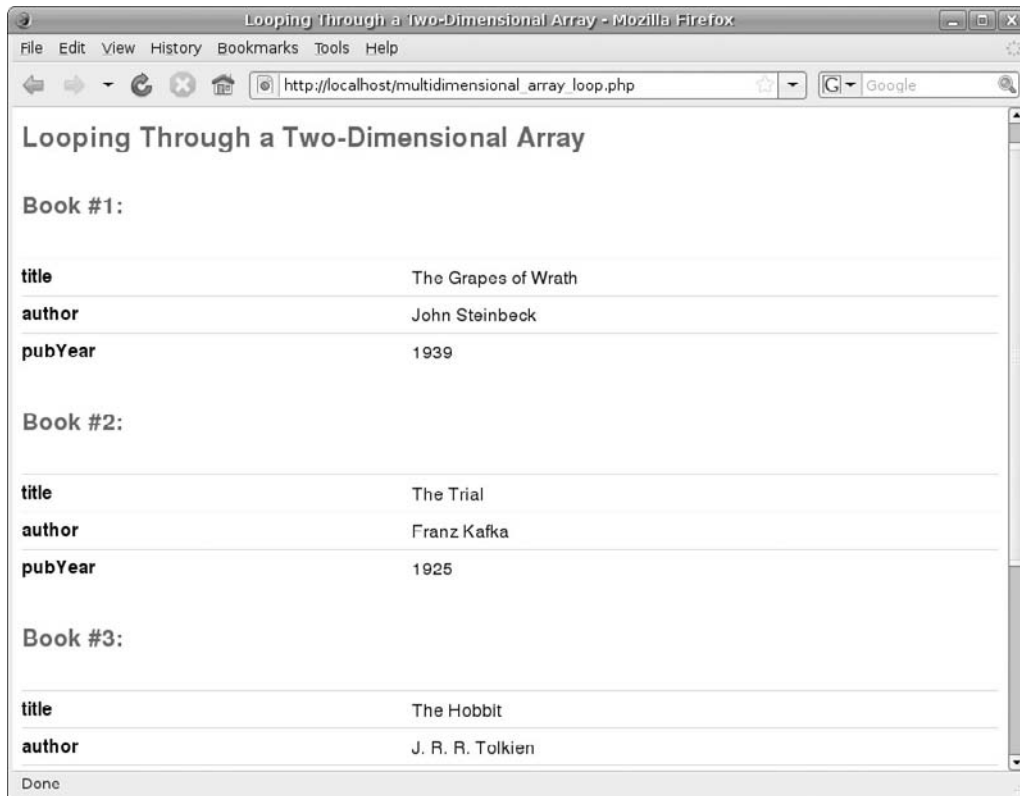 Looping Through a Two-Dimensional Array - Mozilla Firefox
File Edit View History Bookmarks Tools Help
http://localhost/multidimensional_array_loop.php
G Google
Looping Through a Two-Dimensional Array
Book #1:
title The Grapes of Wrath
author John Steinbeck
pubYear 1939
Book #2:
title The Trial
author Franz Kafka
pubYear 1925
Book #3:
title The Hobbit
author J. R. R. Tolkien
Done